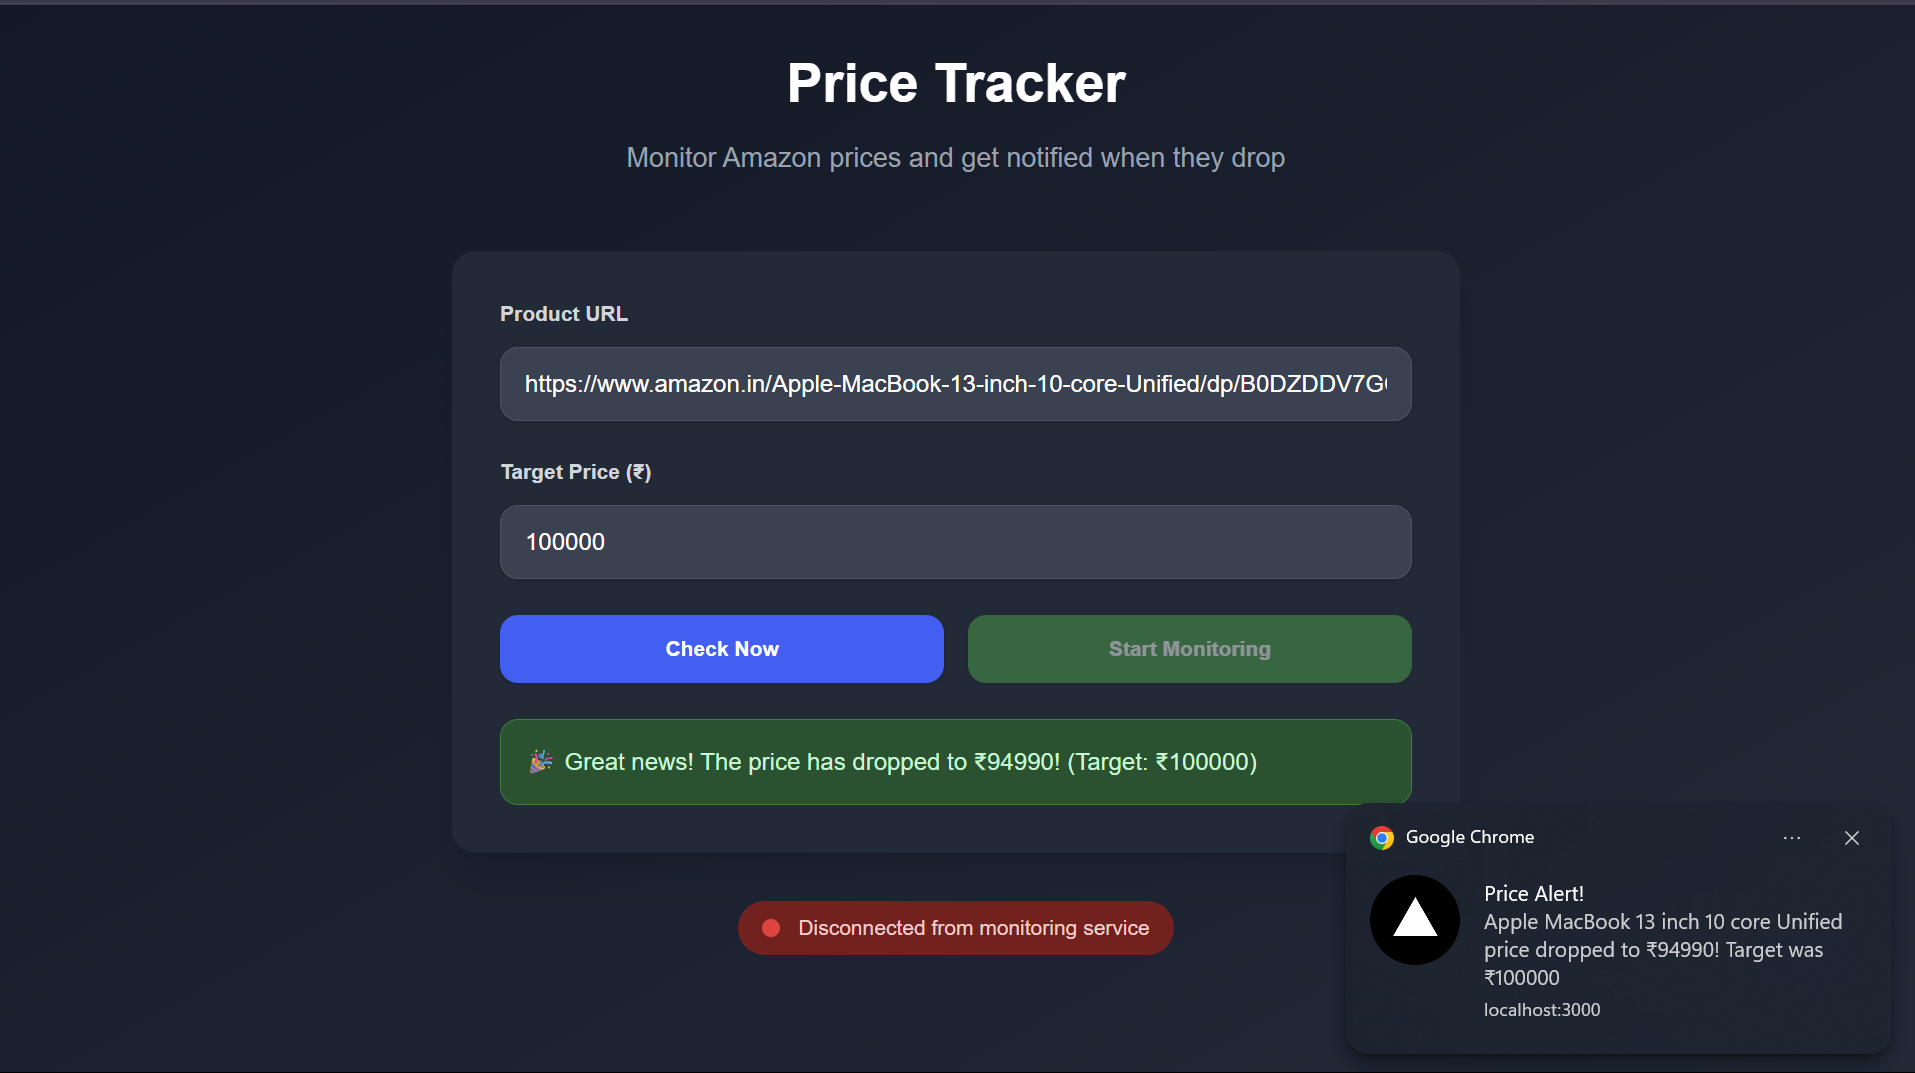 Price Tracker
Monitor Amazon prices and get notified when they drop
Product URL
https://www.amazon.in/Apple-MacBook-13-inch-10-core-Unified/dp/B0DZDDV7G
Target Price (₹)
100000
Check Now
Start Monitoring
🎉 Great news! The price has dropped to ₹94990! (Target: ₹100000)
Disconnected from monitoring service
Google Chrome
Price Alert!
Apple MacBook 13 inch 10 core Unified
price dropped to ₹94990! Target was
₹100000
localhost:3000